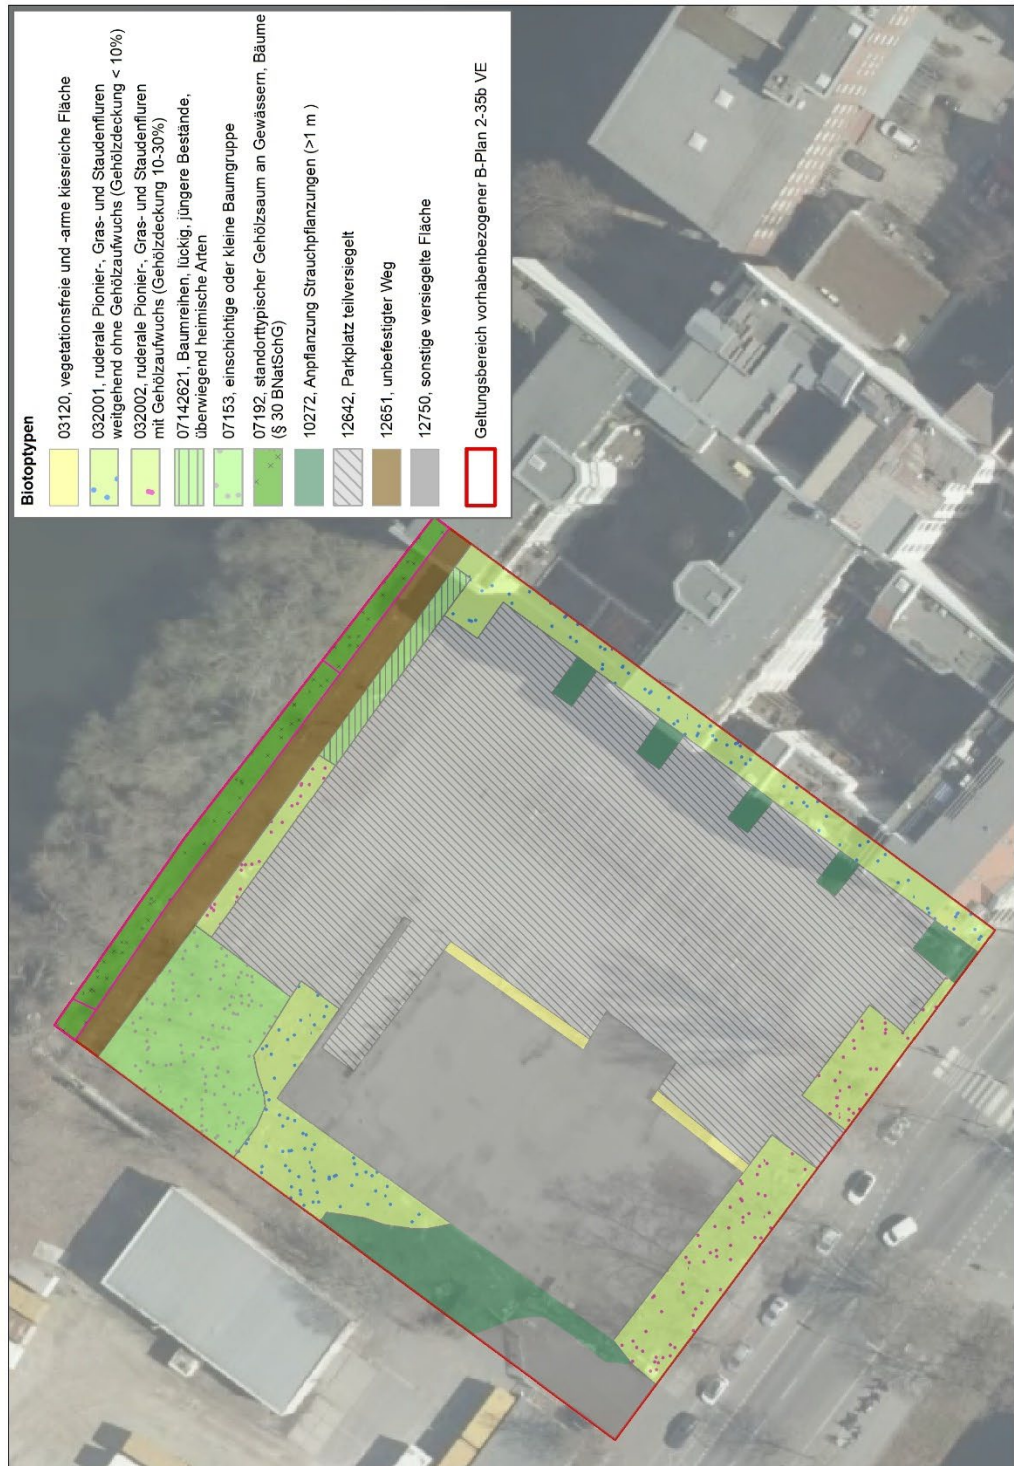 Biotoptypen
03120, vegetationsfreie und -arme kiesreiche Fläche
032001, ruderale Pionier-, Gras- und Staudenfluren
weitgehend ohne Gehölzaufwuchs (Gehölzdeckung < 10%)
032002, ruderale Pionier-, Gras- und Staudenfluren
mit Gehölzaufwuchs (Gehölzdeckung 10-30%)
07142621, Baumreihen, lückig, jüngere Bestände,
überwiegend heimische Arten
07153, einschichtige oder kleine Baumgruppe
07192, standorttypischer Gehölzsaum an Gewässern, Bäume
(§ 30 BNatSchG)
10272, Anpflanzung Strauchpflanzungen (>1 m )
12642, Parkplatz teilversiegelt
12651, unbefestigter Weg
12750, sonstige versiegelte Fläche
Geltungsbereich vorhabenbezogener B-Plan 2-35b VE